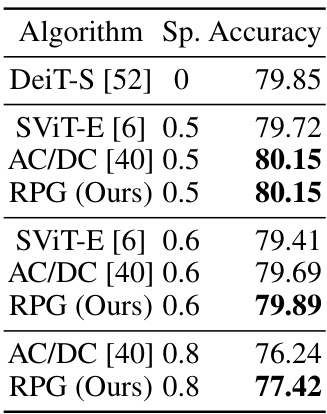 Algorithm Sp. Accuracy
DeiT-S [52] 0 79.85
SViT-E [6] 0.5 79.72
AC/DC [40] 0.5 80.15
RPG (Ours) 0.5 80.15
SViT-E [6] 0.6 79.41
AC/DC [40] 0.6 79.69
RPG (Ours) 0.6 79.89
AC/DC [40] 0.8 76.24
RPG (Ours) 0.8 77.42